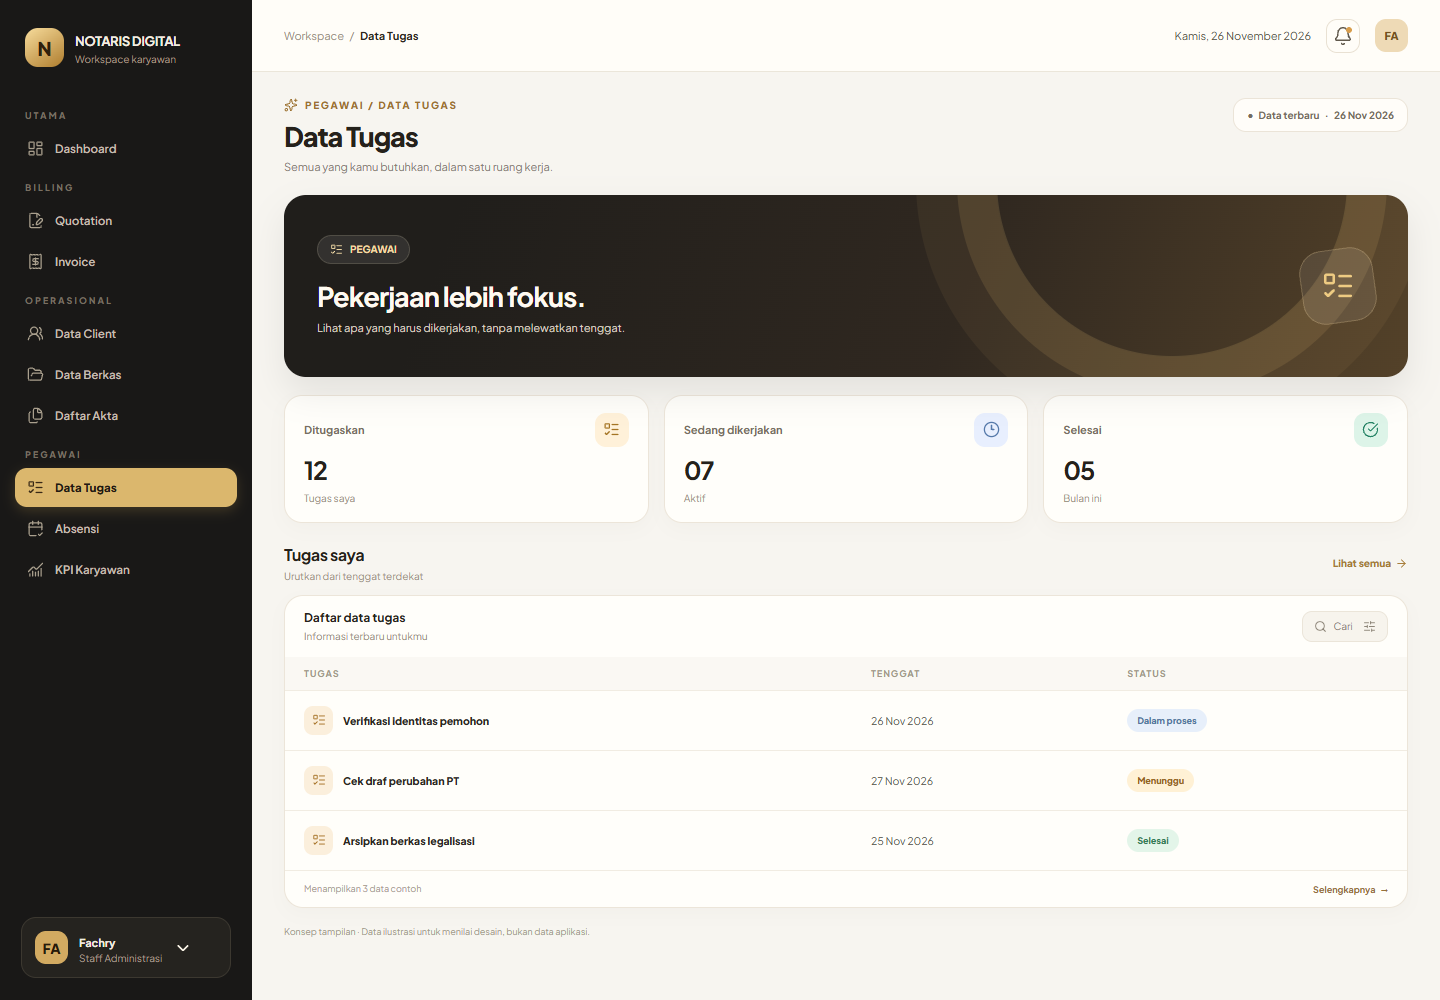 N
NOTARIS DIGITAL
Workspace karyawan
UTAMA
Dashboard
BILLING
Quotation
Invoice
OPERASIONAL
Data Client
Data Berkas
Daftar Akta
PEGAWAI
Data Tugas
Absensi
KPI Karyawan
FA
Fachry
Staff Administrasi
Workspace / Data Tugas
Kamis, 26 November 2026
FA
PEGAWAI / DATA TUGAS
Data Tugas
Semua yang kamu butuhkan, dalam satu ruang kerja.
• Data terbaru · 26 Nov 2026
PEGAWAI
Pekerjaan lebih fokus.
Lihat apa yang harus dikerjakan, tanpa melewatkan tenggat.
Ditugaskan
12
Tugas saya
Sedang dikerjakan
07
Aktif
Selesai
05
Bulan ini
Tugas saya
Urutkan dari tenggat terdekat
Lihat semua →
Daftar data tugas
Informasi terbaru untukmu
Cari
TUGAS TENGGAT STATUS
Verifikasi identitas pemohon 26 Nov 2026 Dalam proses
Cek draf perubahan PT 27 Nov 2026 Menunggu
Arsipkan berkas legalisasi 25 Nov 2026 Selesai
Menampilkan 3 data contoh
Selengkapnya →
Konsep tampilan · Data ilustrasi untuk menilai desain, bukan data aplikasi.